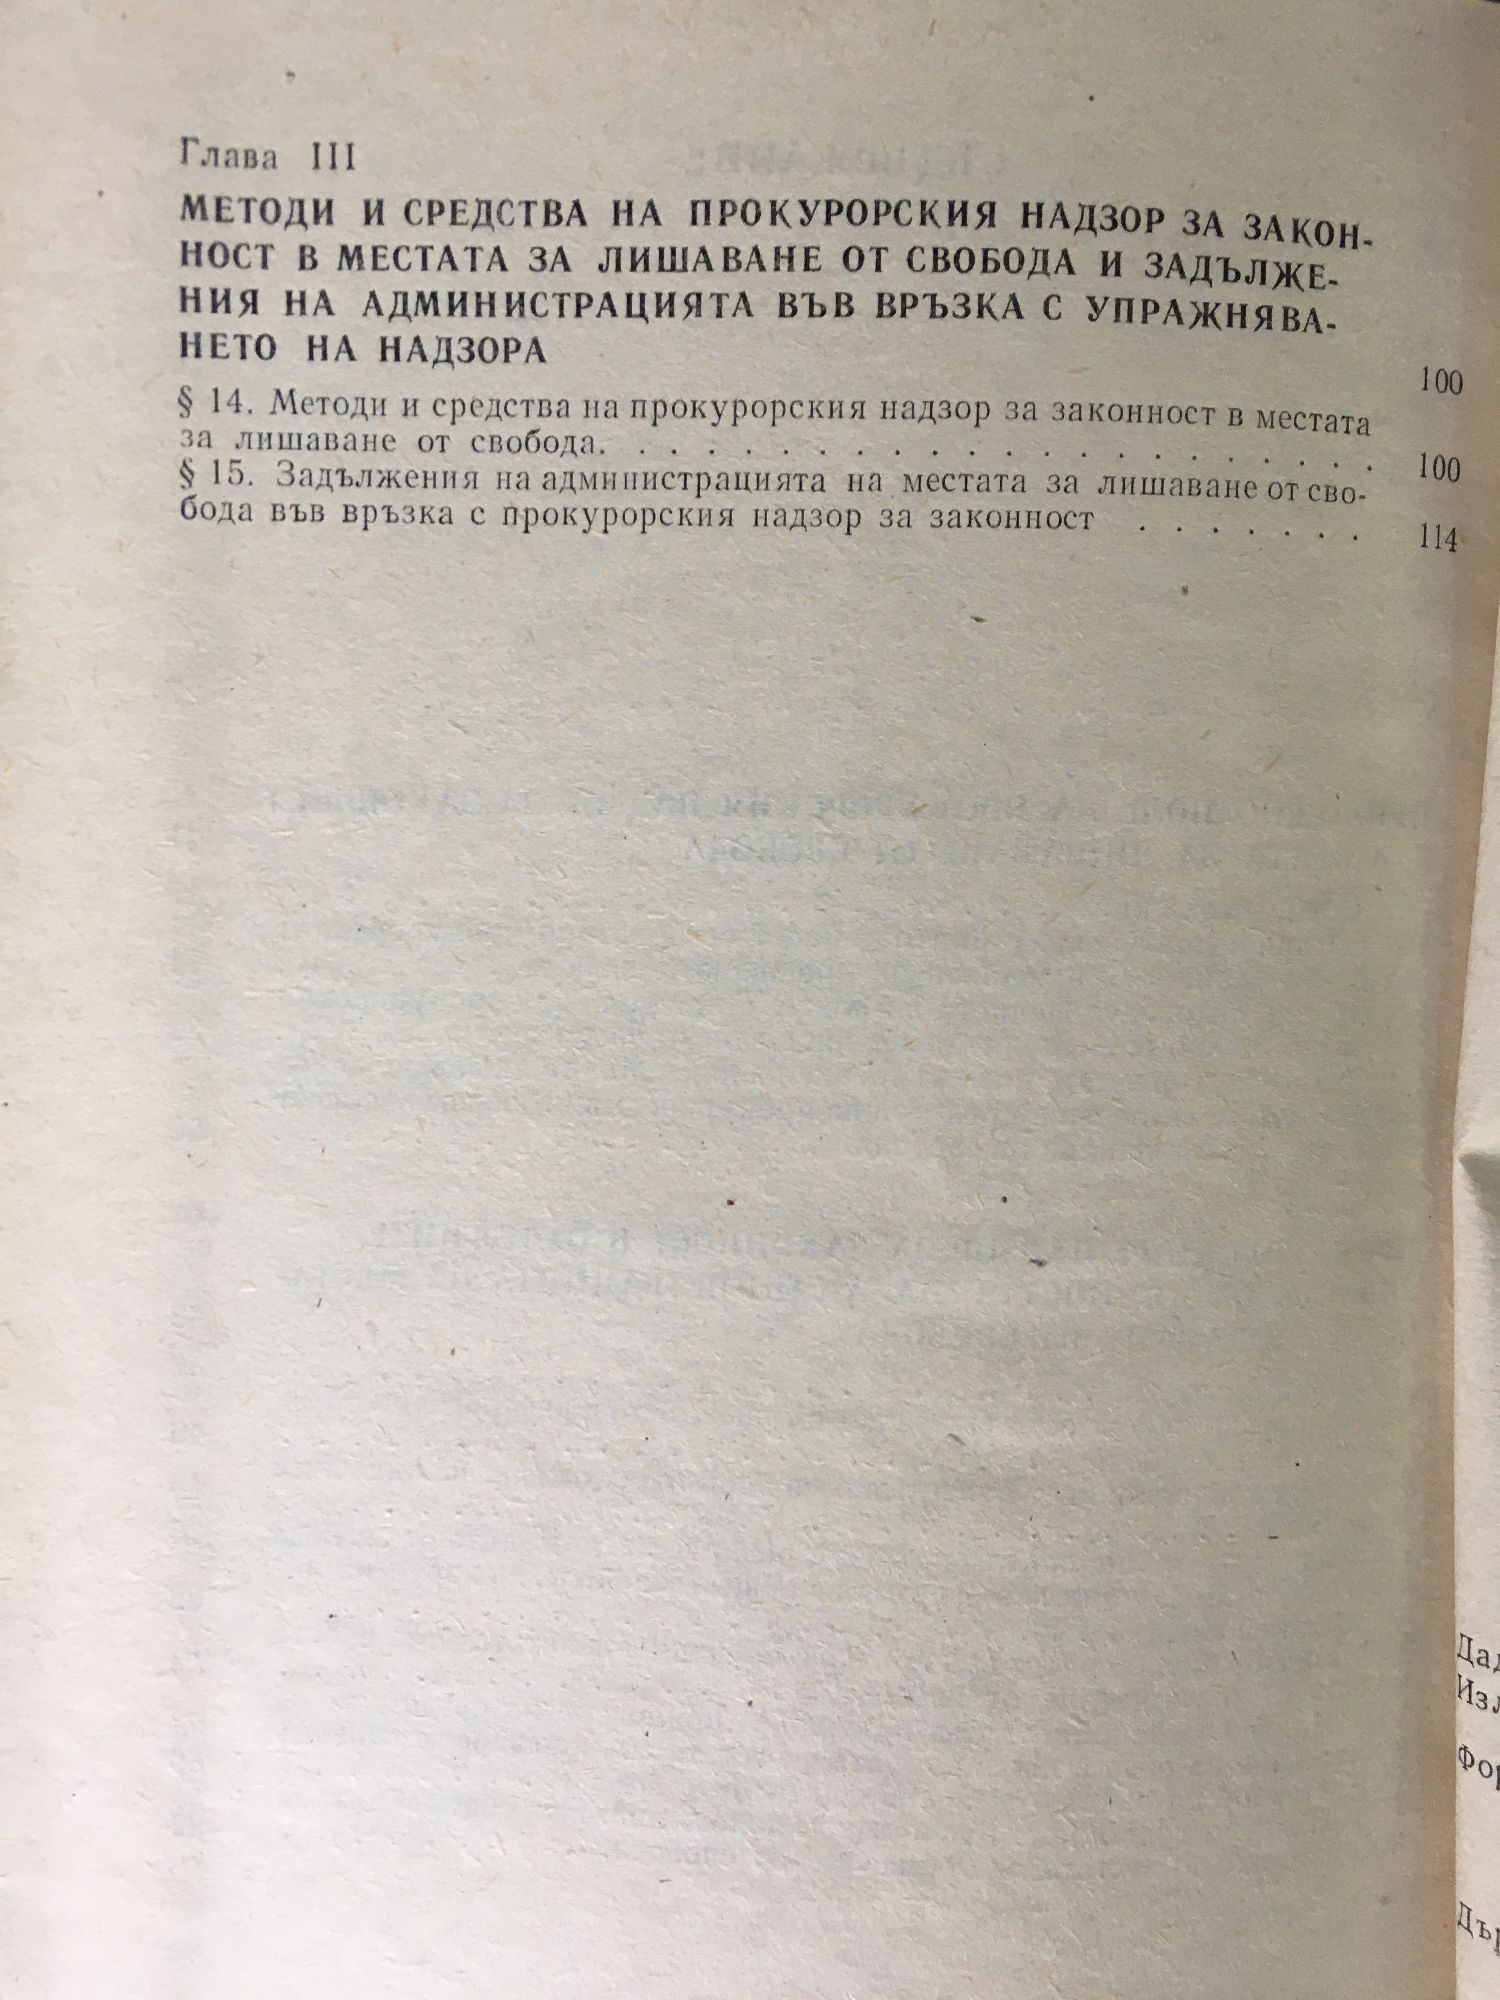 Глава III
МЕТОДИ И СРЕДСТВА НА ПРОКУРОРСКИЯ НАДЗОР ЗА ЗАКОН-
НОСТ В МЕСТАТА ЗА ЛИШАВАНЕ ОТ СВОБОДА И ЗАДЪЛЖЕ-
НИЯ НА АДМИНИСТРАЦИЯТА ВЪВ ВРЪЗКА С УПРАЖНЯВА-
НЕТО НА НАДЗОРА 100
§ 14. Методи и средства на прокурорския надзор за законност в местата
за лишаване от свобода. . . . . . . . . . . . . . . . . . . . . . 100
§ 15. Задължения на администрацията на местата за лишаване от сво-
бода във връзка с прокурорския надзор за законност . . . . . . . 114